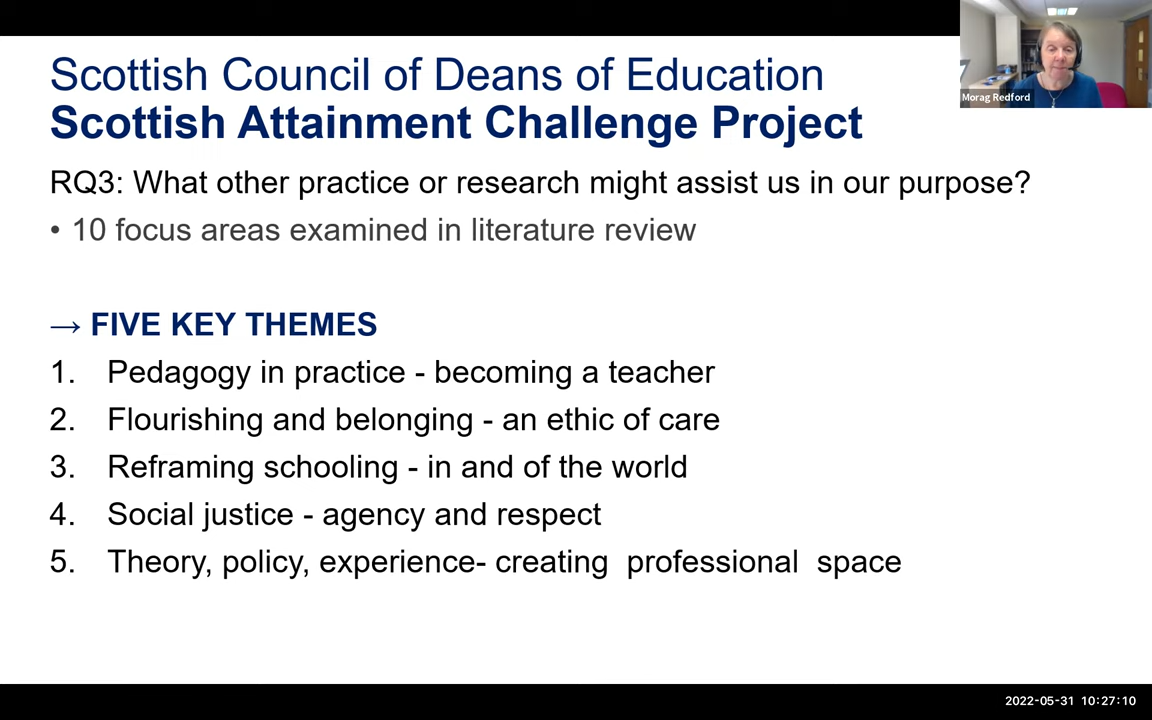 Scottish Council of Deans of Education
Scottish Attainment Challenge Project
Morag Redford
RQ3: What other practice or research might assist us in our purpose?
• 10 focus areas examined in literature review
→ FIVE KEY THEMES
1. Pedagogy in practice - becoming a teacher
2. Flourishing and belonging - an ethic of care
3. Reframing schooling - in and of the world
4. Social justice - agency and respect
5. Theory, policy, experience- creating professional space
2022-05-31 10:27:10